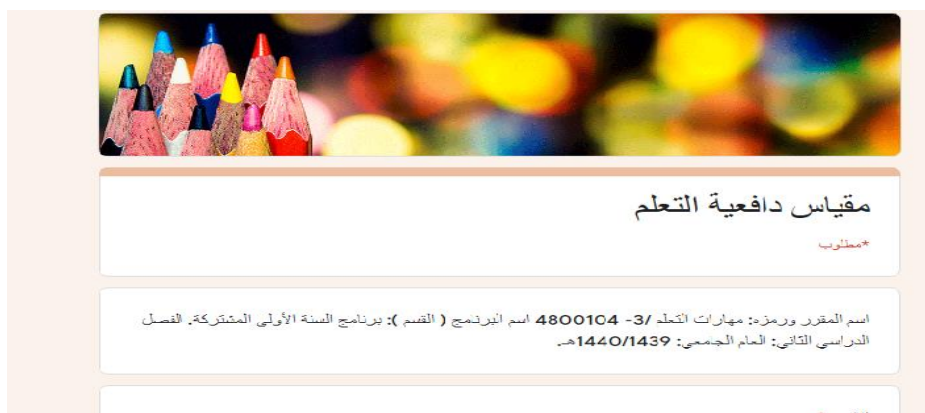 مقياس دافعية التعلم
*مطلوب
اسم المقرر ورمزه: مهارات التعلم /3- 4800104 اسم البرنامج ( القسم ): برنامج السنة الأولى المشتركة. الفصل
الدراسي الثاني: العام الجامعي: 1440/1439هـ.